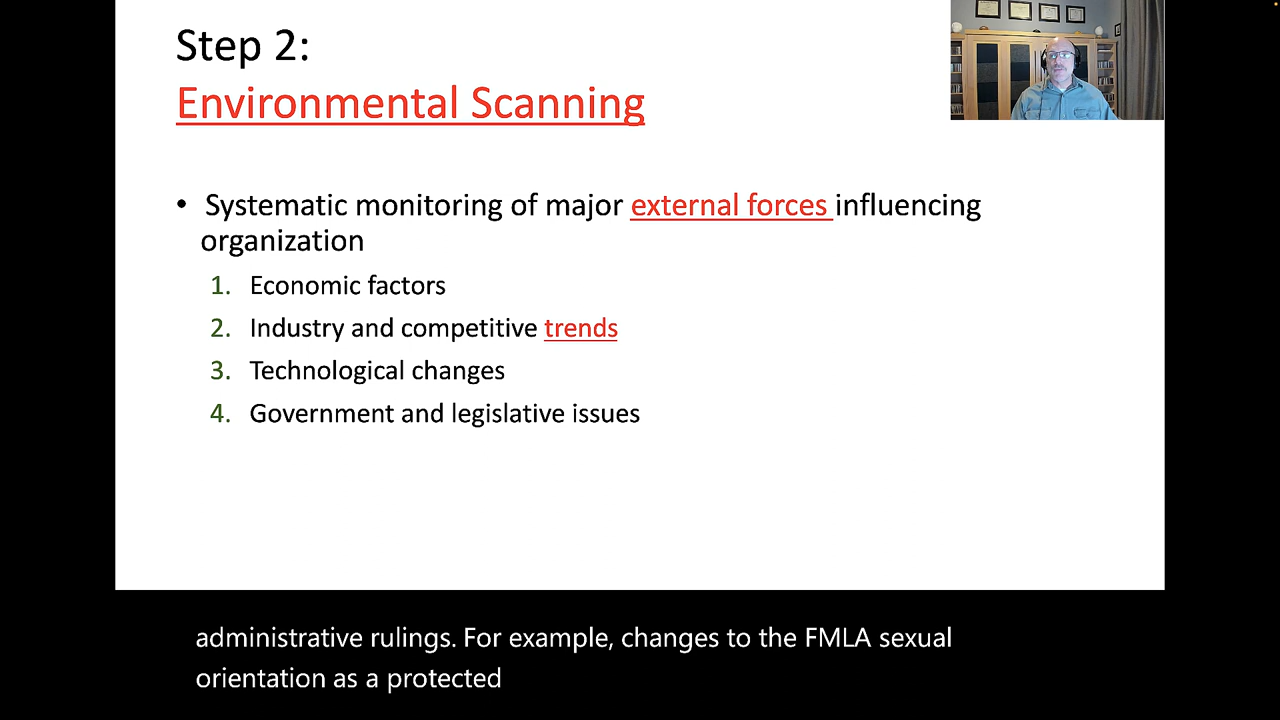 Step 2:
Environmental Scanning
• Systematic monitoring of major external forces influencing
organization
1. Economic factors
2. Industry and competitive trends
3. Technological changes
4. Government and legislative issues
administrative rulings. For example, changes to the FMLA sexual
orientation as a protected